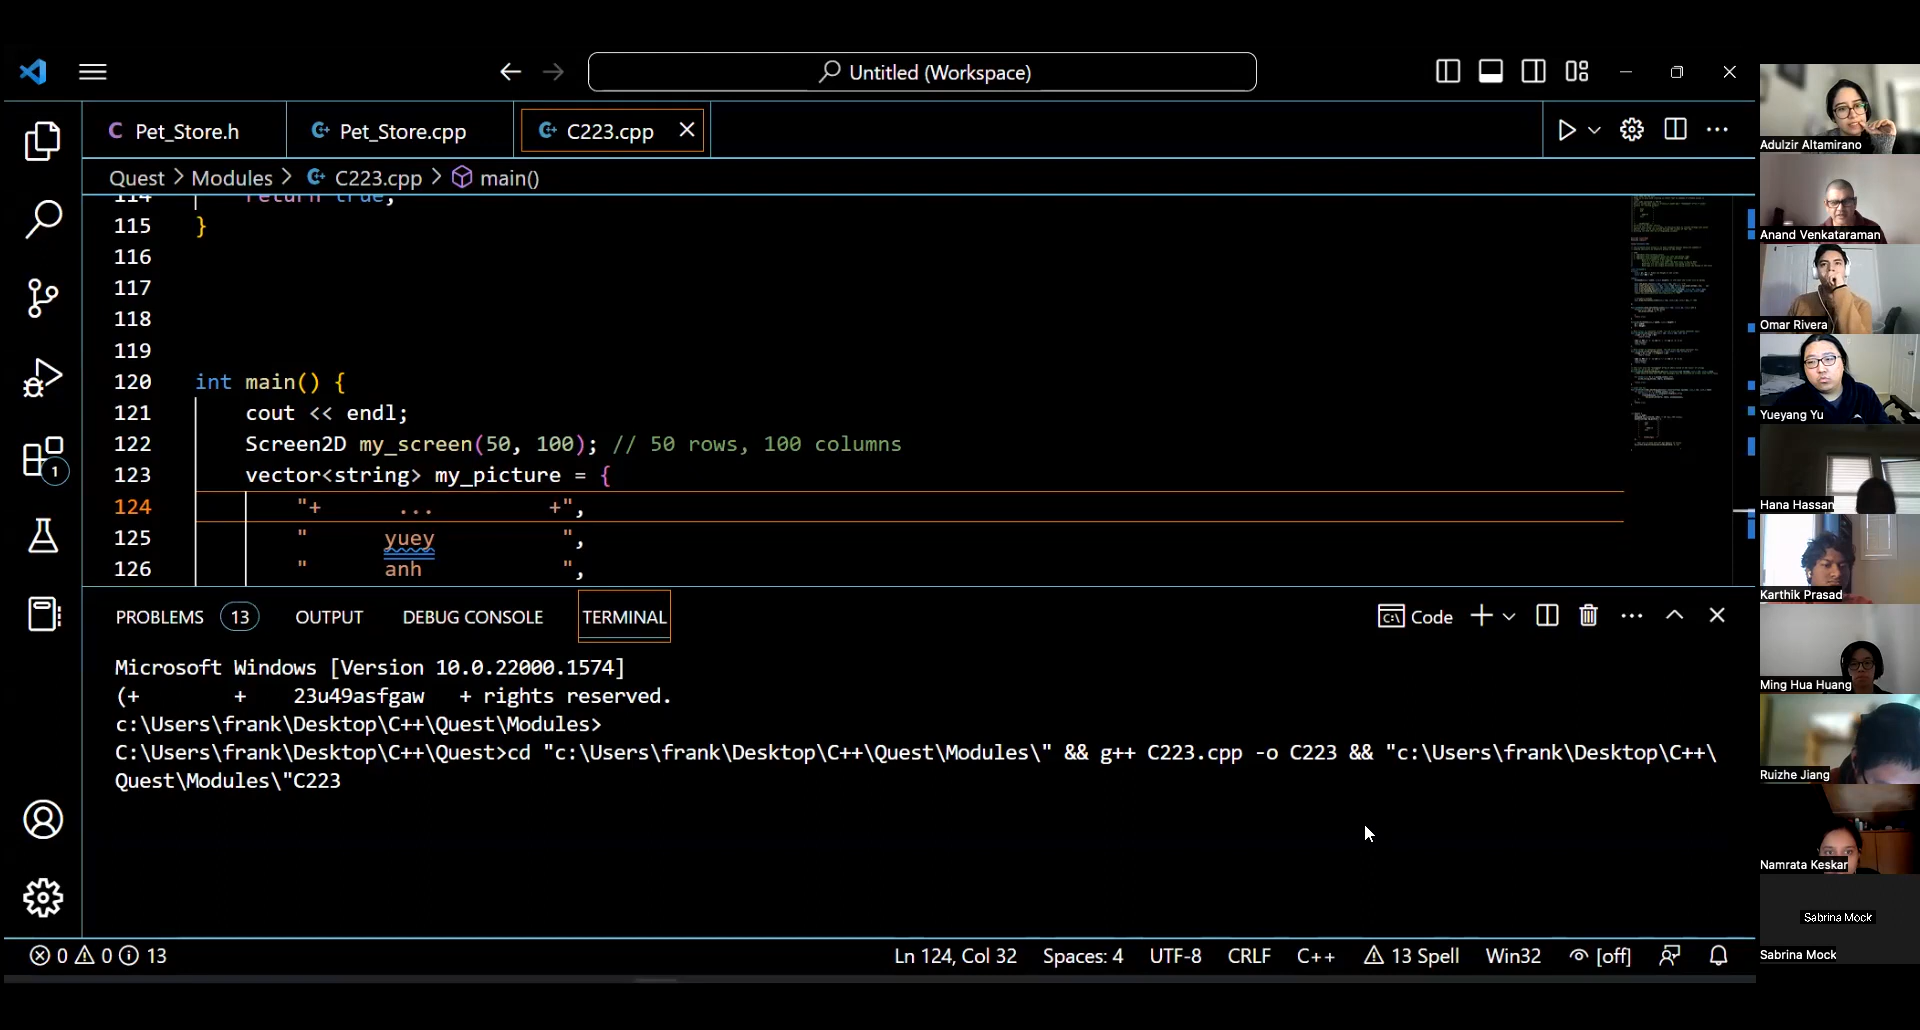 Untitled (Workspace)
Pet_Store.h
Pet_Store.cpp
C223.cpp
Quest > Modules > C223.cpp > main()
114 return true;
115 }
116
117
118
119
120 int main() {
121 cout << endl;
122 Screen2D my_screen(50, 100); // 50 rows, 100 columns
123 vector<string> my_picture = {
124 "+ ... +",
125 " yuey ",
126 " anh ",
PROBLEMS 13 OUTPUT DEBUG CONSOLE TERMINAL
Code
Microsoft Windows [Version 10.0.22000.1574]
(+ + 23u49asfgaw + rights reserved.
c:\Users\frank\Desktop\C++\Quest\Modules>
C:\Users\frank\Desktop\C++\Quest>cd "c:\Users\frank\Desktop\C++\Quest\Modules\" && g++ C223.cpp -o C223 && "c:\Users\frank\Desktop\C++\
Quest\Modules\"C223
1
0 0 13
Ln 124, Col 32 Spaces: 4 UTF-8 CRLF C++ 13 Spell Win32 [off]
Adulzir Altamirano
Anand Venkataraman
Omar Rivera
Yueyang Yu
Hana Hassan
Karthik Prasad
Ming Hua Huang
Ruizhe Jiang
Namrata Keskar
Sabrina Mock
Sabrina Mock